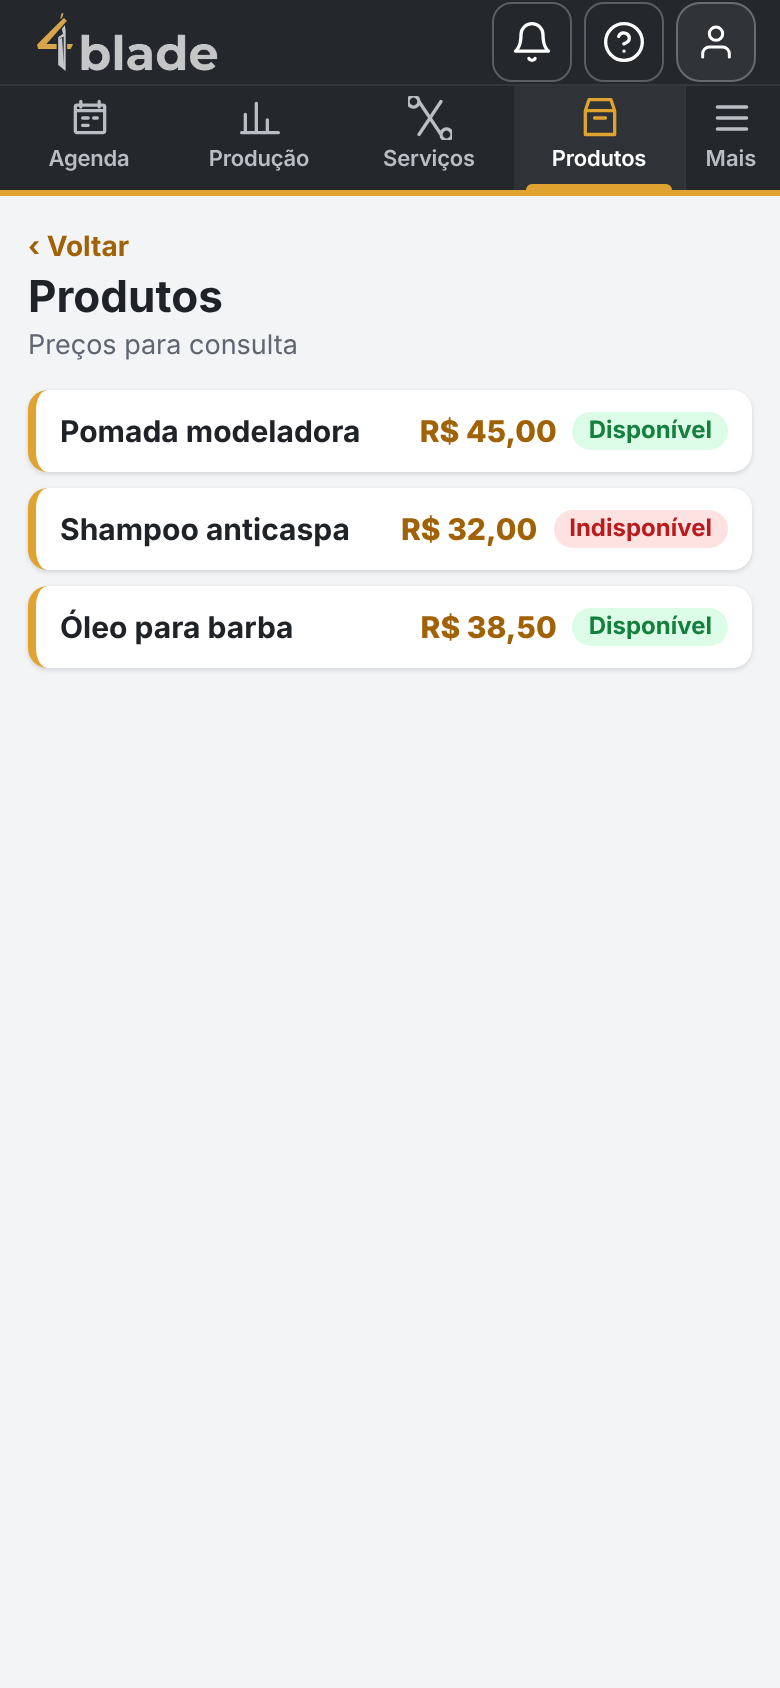 4blade
Agenda Produção Serviços Produtos Mais
‹ Voltar
Produtos
Preços para consulta
Pomada modeladora R$ 45,00 Disponível
Shampoo anticaspa R$ 32,00 Indisponível
Óleo para barba R$ 38,50 Disponível